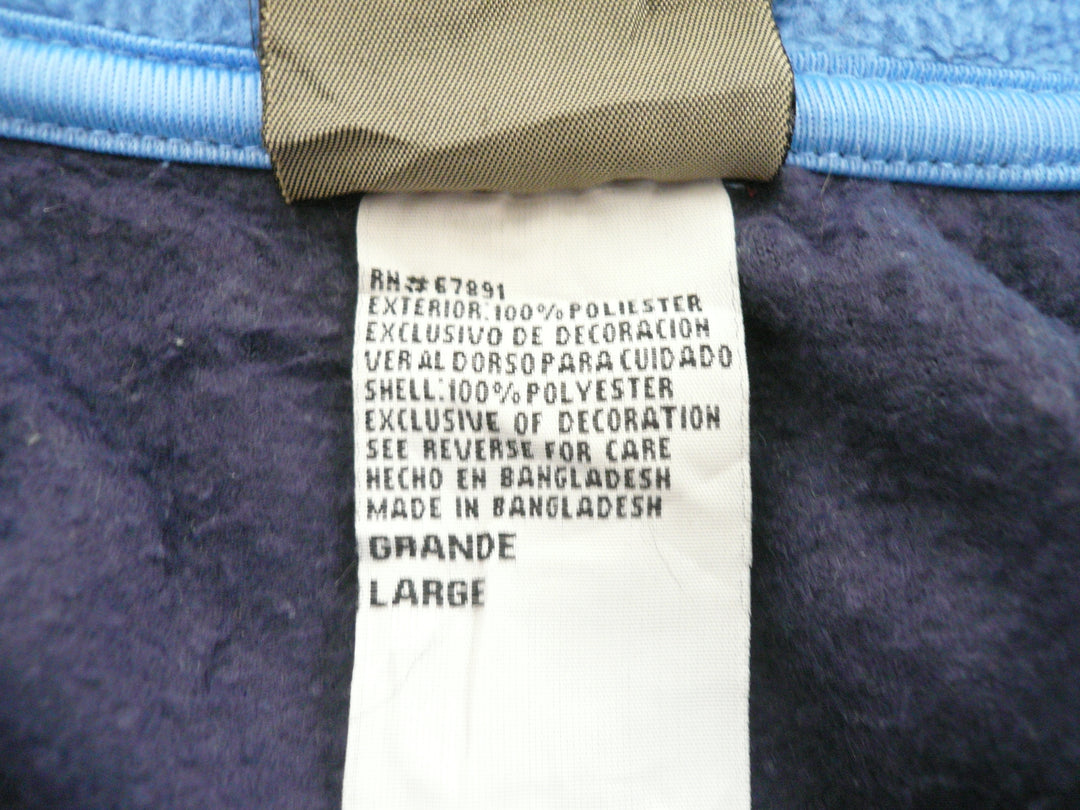 RN#67891
EXTERIOR:100%POLIESTER
EXCLUSIVO DE DECORACION
VER AL DORSO PARA CUIDADO
SHELL:100%POLYESTER
EXCLUSIVE OF DECORATION
SEE REVERSE FOR CARE
HECHO EN BANGLADESH
MADE IN BANGLADESH
GRANDE
LARGE